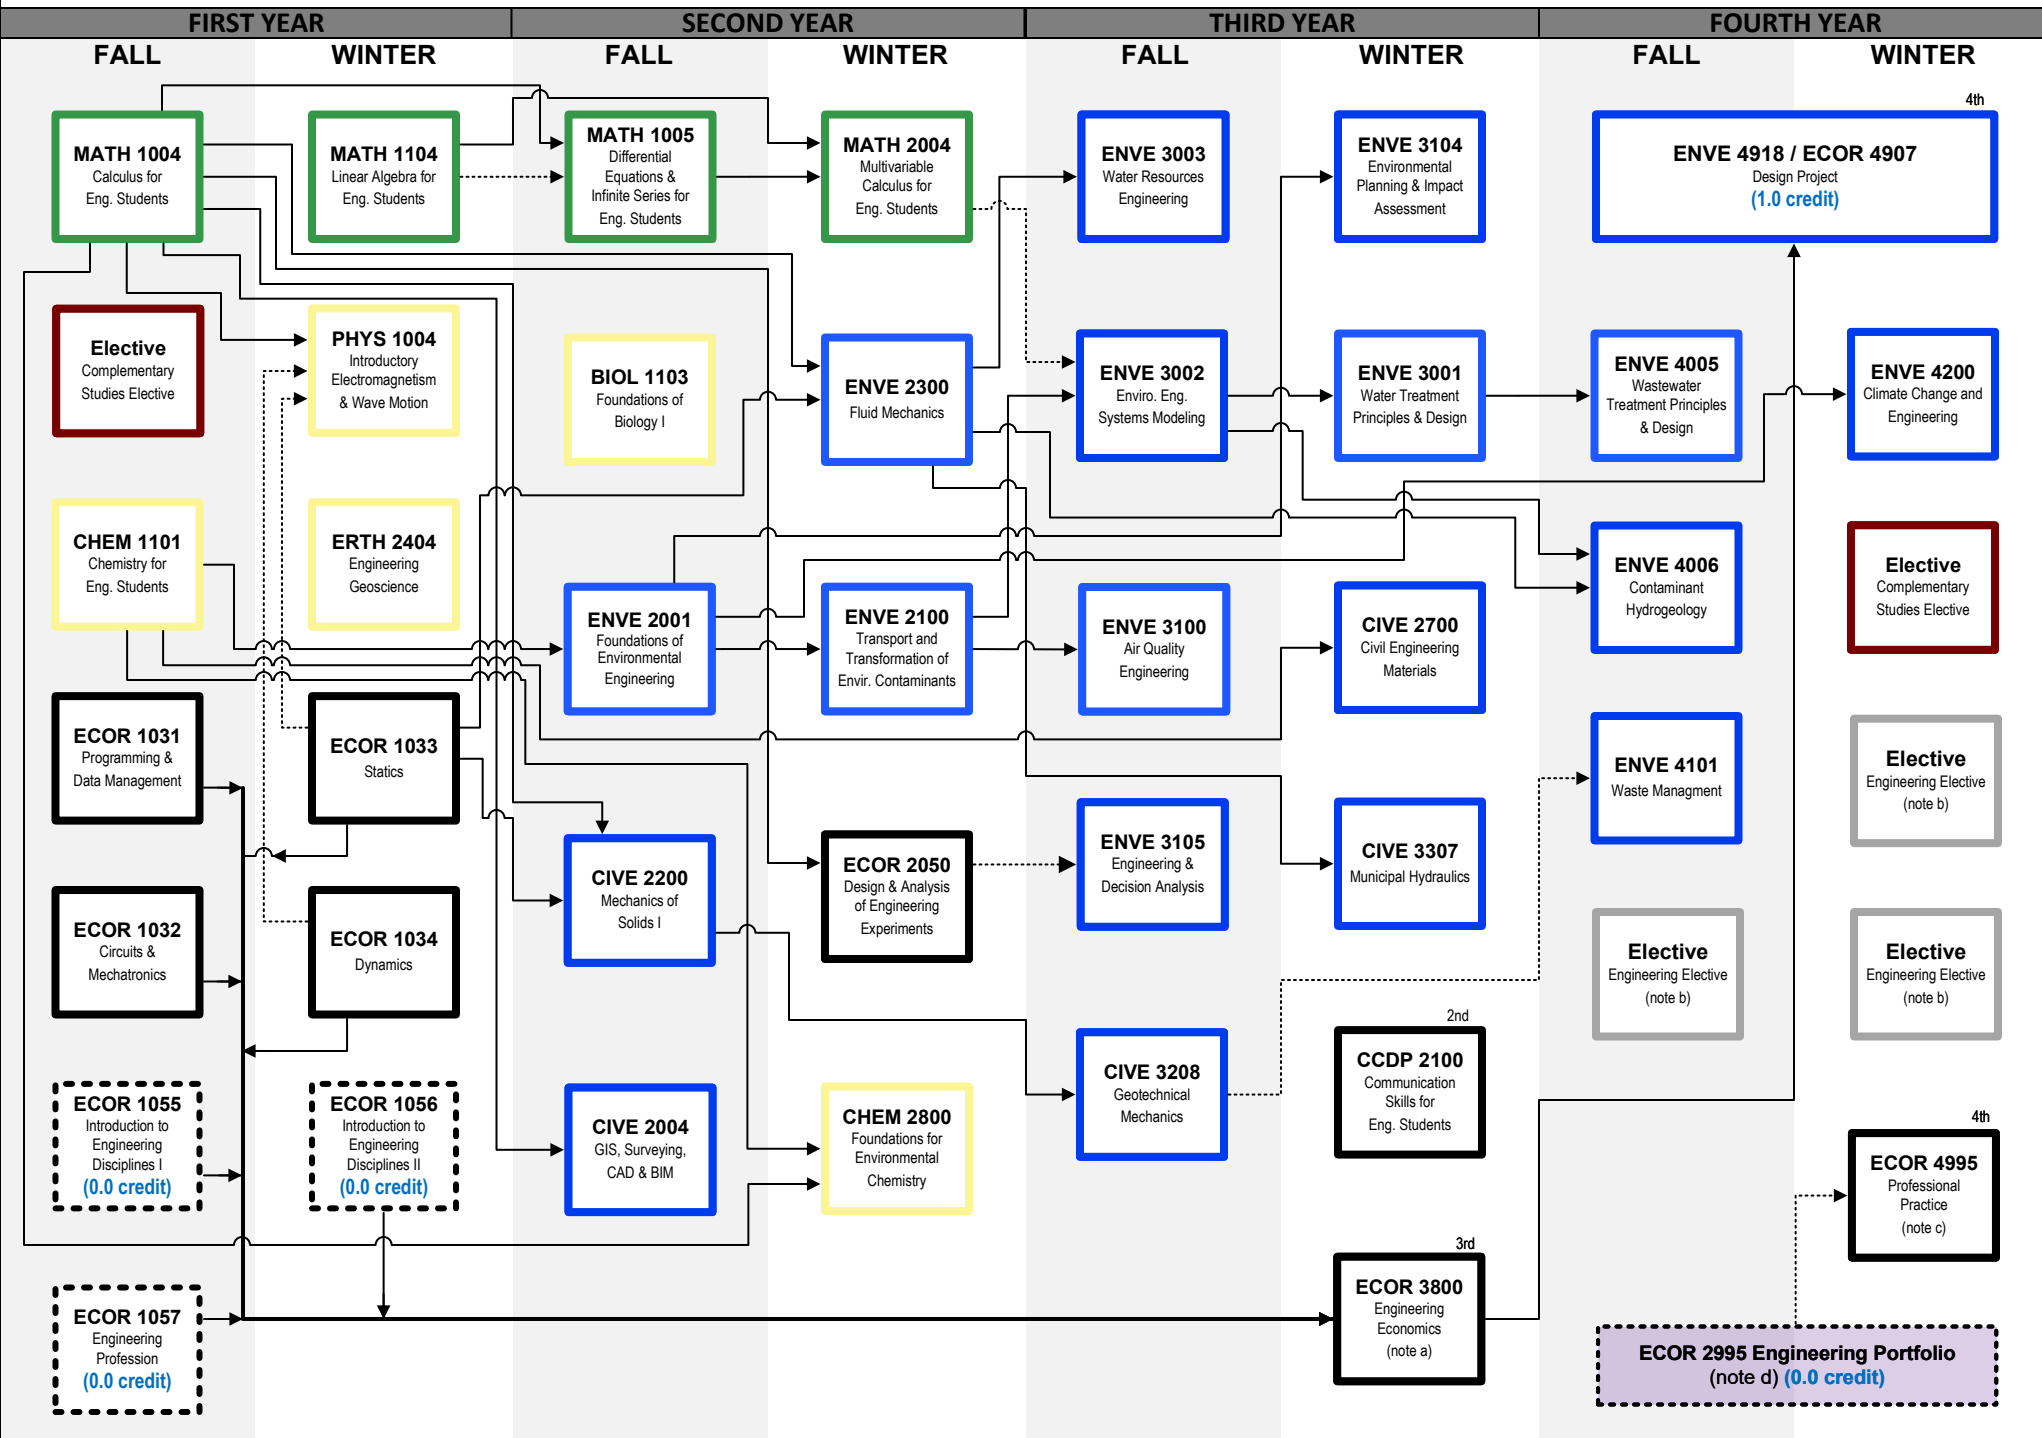 FIRST YEAR
SECOND YEAR
THIRD YEAR
FOURTH YEAR
FALL
WINTER
FALL
WINTER
FALL
WINTER
FALL
WINTER
MATH 1004
Calculus for
Eng. Students
Elective
Complementary
Studies Elective
CHEM 1101
Chemistry for
Eng. Students
ECOR 1031
Programming &
Data Management
ECOR 1032
Circuits &
Mechatronics
ECOR 1055
Introduction to
Engineering
Disciplines I
(0.0 credit)
ECOR 1057
Engineering
Profession
(0.0 credit)
MATH 1104
Linear Algebra for
Eng. Students
PHYS 1004
Introductory
Electromagnetism
& Wave Motion
ERTH 2404
Engineering
Geoscience
ECOR 1033
Statics
ECOR 1034
Dynamics
ECOR 1056
Introduction to
Engineering
Disciplines II
(0.0 credit)
MATH 1005
Differential
Equations &
Infinite Series for
Eng. Students
BIOL 1103
Foundations of
Biology I
ENVE 2001
Foundations of
Environmental
Engineering
CIVE 2200
Mechanics of
Solids I
CIVE 2004
GIS, Surveying,
CAD & BIM
MATH 2004
Multivariable
Calculus for
Eng. Students
ENVE 2300
Fluid Mechanics
ENVE 2100
Transport and
Transformation of
Envir. Contaminants
ECOR 2050
Design & Analysis
of Engineering
Experiments
CHEM 2800
Foundations for
Environmental
Chemistry
ENVE 3003
Water Resources
Engineering
ENVE 3002
Enviro. Eng.
Systems Modeling
ENVE 3100
Air Quality
Engineering
ENVE 3105
Engineering &
Decision Analysis
CIVE 3208
Geotechnical
Mechanics
ENVE 3104
Environmental
Planning & Impact
Assessment
ENVE 3001
Water Treatment
Principles & Design
CIVE 2700
Civil Engineering
Materials
CIVE 3307
Municipal Hydraulics
2nd
CCDP 2100
Communication
Skills for
Eng. Students
3rd
ECOR 3800
Engineering
Economics
(note a)
4th
ENVE 4918 / ECOR 4907
Design Project
(1.0 credit)
ENVE 4005
Wastewater
Treatment Principles
& Design
ENVE 4006
Contaminant
Hydrogeology
ENVE 4101
Waste Managment
Elective
Engineering Elective
(note b)
ENVE 4200
Climate Change and
Engineering
Elective
Complementary
Studies Elective
Elective
Engineering Elective
(note b)
Elective
Engineering Elective
(note b)
4th
ECOR 4995
Professional
Practice
(note c)
ECOR 2995 Engineering Portfolio
(note d) (0.0 credit)